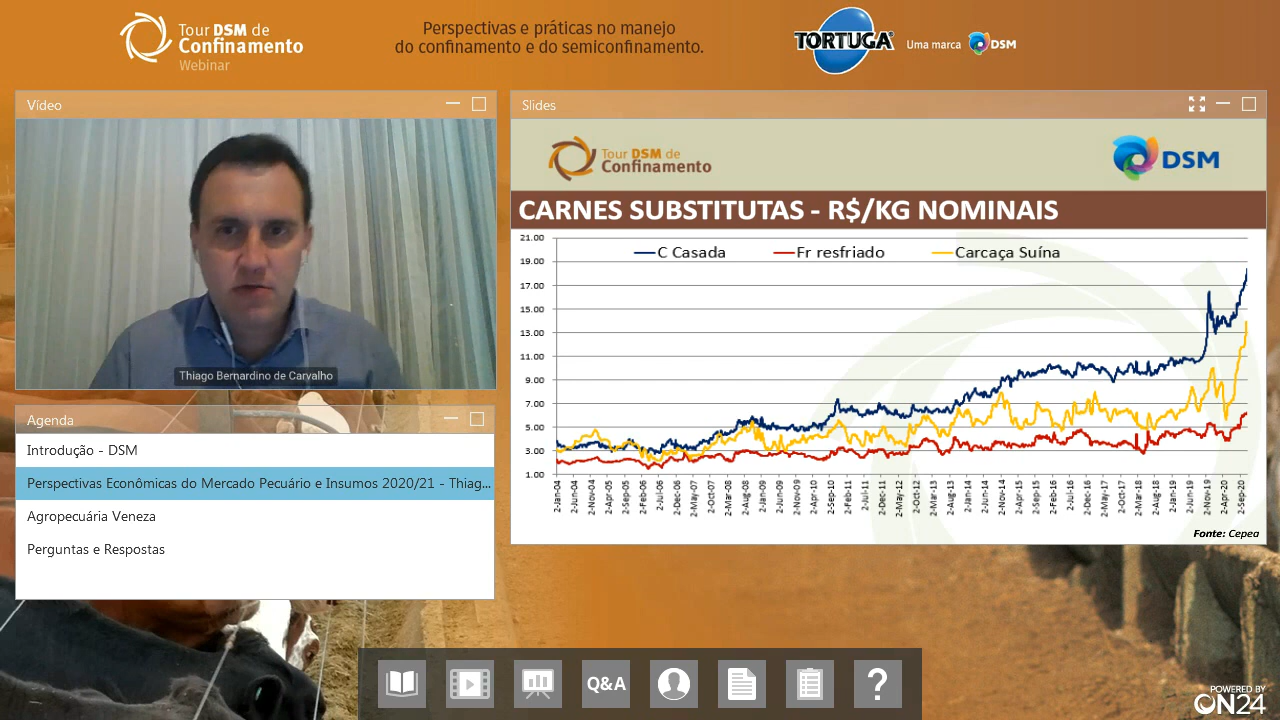 Tour DSM de
Confinamento
Webinar
Perspectivas e práticas no manejo
do confinamento e do semiconfinamento.
TORTUGA
Uma marca DSM
Vídeo
Thiago Bernardino de Carvalho
Slides
Tour DSM de
Confinamento
DSM
CARNES SUBSTITUTAS - R$/KG NOMINAIS
C Casada
Fr resfriado
Carcaça Suína
21.00
19.00
17.00
15.00
13.00
11.00
9.00
7.00
5.00
3.00
1.00
2-Jan-04
2-Jun-04
2-Nov-04
2-Apr-05
2-Sep-05
2-Feb-06
2-Jul-06
2-Dec-06
2-May-07
2-Oct-07
2-Mar-08
2-Aug-08
2-Jan-09
2-Jun-09
2-Nov-09
2-Apr-10
2-Sep-10
2-Feb-11
2-Jul-11
2-Dec-11
2-May-12
2-Oct-12
2-Mar-13
2-Aug-13
2-Jan-14
2-Jun-14
2-Nov-14
2-Apr-15
2-Sep-15
2-Feb-16
2-Jul-16
2-Dec-16
2-May-17
2-Oct-17
2-Mar-18
2-Aug-18
2-Jan-19
2-Jun-19
2-Nov-19
2-Apr-20
2-Sep-20
Fonte: Cepea
Agenda
Introdução - DSM
Perspectivas Econômicas do Mercado Pecuário e Insumos 2020/21 - Thiag...
Agropecuária Veneza
Perguntas e Respostas
Q&A
?
POWERED BY
ON24